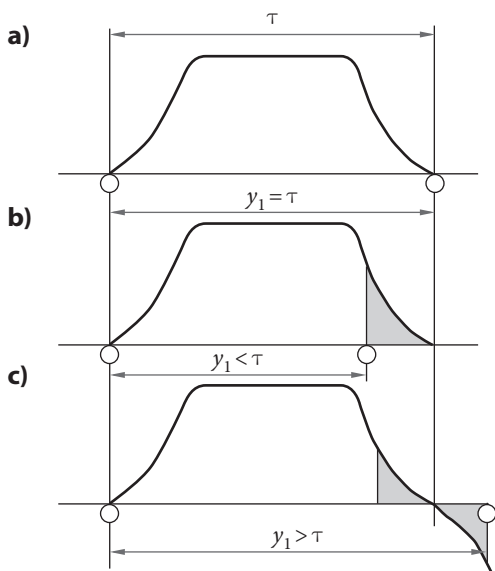 τ
a)
y₁ = τ
b)
y₁ < τ
c)
y₁ > τ